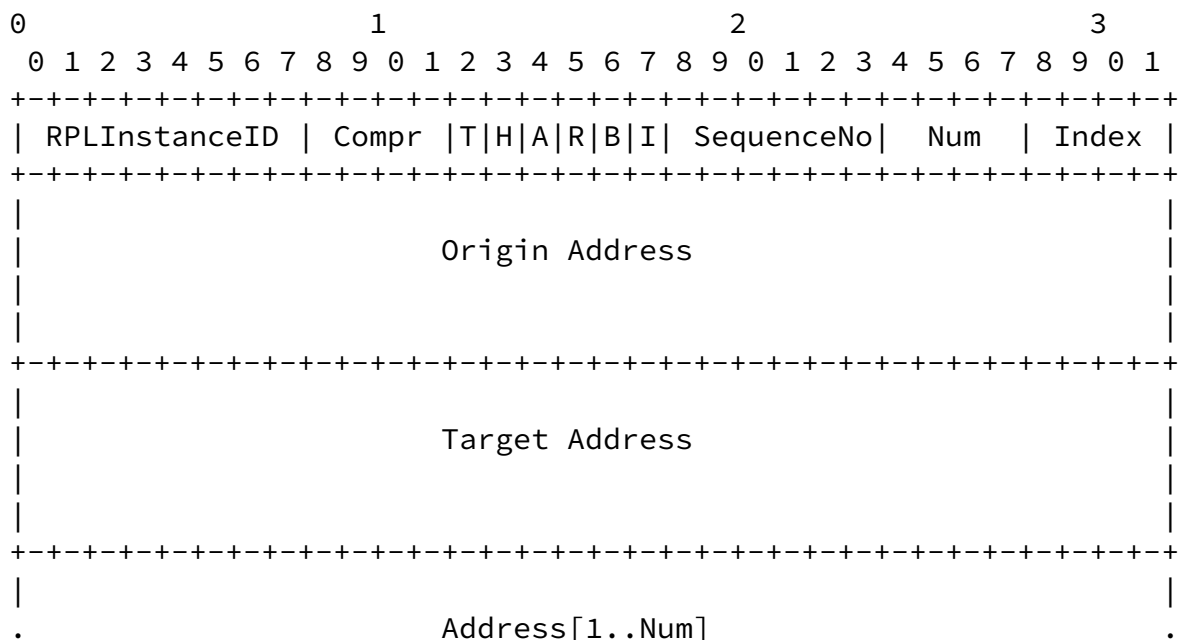 0                   1                   2                   3
 0 1 2 3 4 5 6 7 8 9 0 1 2 3 4 5 6 7 8 9 0 1 2 3 4 5 6 7 8 9 0 1
+-+-+-+-+-+-+-+-+-+-+-+-+-+-+-+-+-+-+-+-+-+-+-+-+-+-+-+-+-+-+-+-+
| RPLInstanceID | Compr |T|H|A|R|B|I| SequenceNo|  Num  | Index |
+-+-+-+-+-+-+-+-+-+-+-+-+-+-+-+-+-+-+-+-+-+-+-+-+-+-+-+-+-+-+-+-+
|                                                               |
|                       Origin Address                          |
|                                                               |
|                                                               |
+-+-+-+-+-+-+-+-+-+-+-+-+-+-+-+-+-+-+-+-+-+-+-+-+-+-+-+-+-+-+-+-+
|                                                               |
|                       Target Address                          |
|                                                               |
|                                                               |
+-+-+-+-+-+-+-+-+-+-+-+-+-+-+-+-+-+-+-+-+-+-+-+-+-+-+-+-+-+-+-+-+
|                                                               |
.                       Address[1..Num]                         .